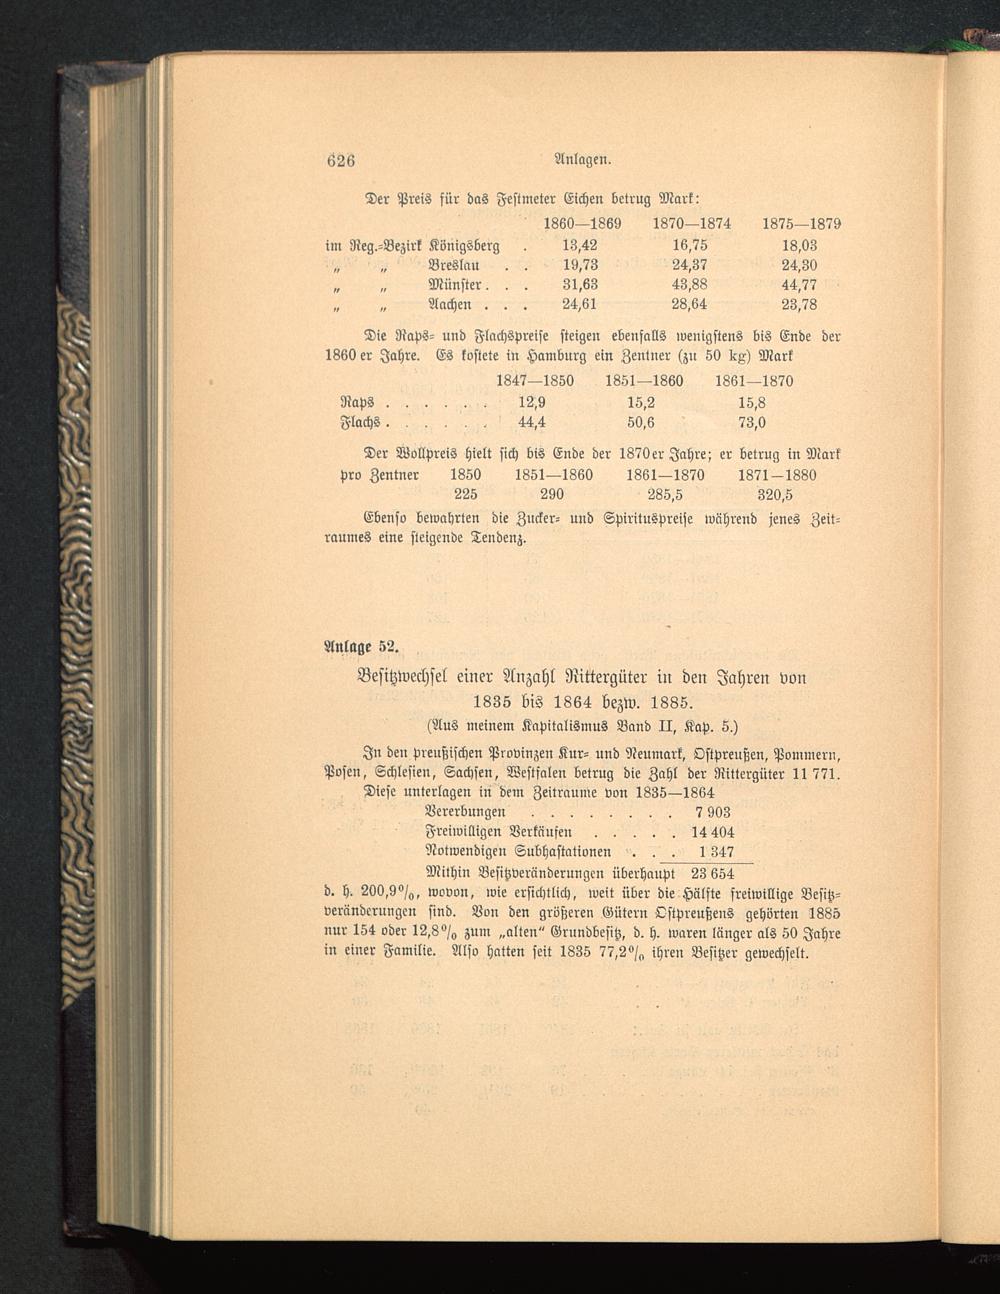 626 Anlagen.
Der Preis für das Festmeter Eichen betrug Mark:
1860—1869 1870—1874 1875—1879
im Reg.=Bezirk Königsberg . 13,42 16,75 18,03
„ „ Breslau . . 19,73 24,37 24,30
„ „ Münster . . . 31,63 43,88 44,77
„ „ Aachen . . . 24,61 28,64 23,78
Die Raps= und Flachspreise steigen ebenfalls wenigstens bis Ende der
1860 er Jahre. Es kostete in Hamburg ein Zentner (zu 50 kg) Mark
1847—1850 1851—1860 1861—1870
Raps . . . . . . 12,9 15,2 15,8
Flachs . . . . . . 44,4 50,6 73,0
Der Wollpreis hielt sich bis Ende der 1870 er Jahre; er betrug in Mark
pro Zentner 1850 1851—1860 1861—1870 1871—1880
225 290 285,5 320,5
Ebenso bewahrten die Zucker= und Spirituspreise während jenes Zeit=
raumes eine steigende Tendenz.
Anlage 52.
Besitzwechsel einer Anzahl Rittergüter in den Jahren von
1835 bis 1864 bezw. 1885.
(Aus meinem Kapitalismus Band II, Kap. 5.)
In den preußischen Provinzen Kur= und Neumark, Ostpreußen, Pommern,
Posen, Schlesien, Sachsen, Westfalen betrug die Zahl der Rittergüter 11 771.
Diese unterlagen in dem Zeitraume von 1835—1864
Vererbungen . . . . . . . . 7 903
Freiwilligen Verkäufen . . . . . 14 404
Notwendigen Subhastationen . . . 1 347
Mithin Besitzveränderungen überhaupt 23 654
d. h. 200,9%, wovon, wie ersichtlich, weit über die Hälfte freiwillige Besitz=
veränderungen sind. Von den größeren Gütern Ostpreußens gehörten 1885
nur 154 oder 12,8% zum „alten“ Grundbesitz, d. h. waren länger als 50 Jahre
in einer Familie. Also hatten seit 1835 77,2% ihren Besitzer gewechselt.